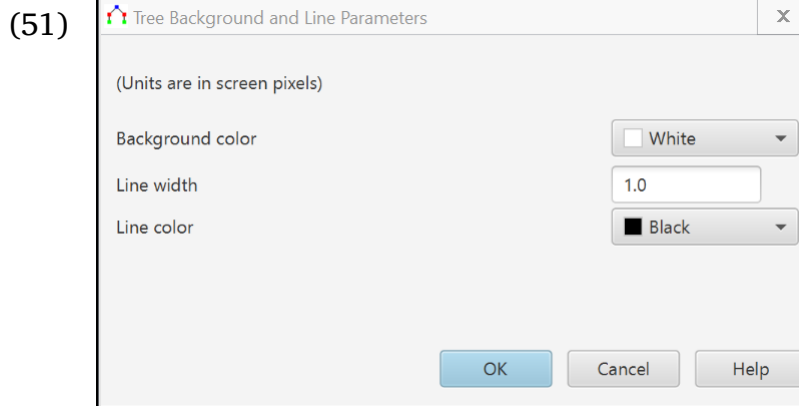 (51)
Tree Background and Line Parameters
(Units are in screen pixels)
Background color White
Line width 1.0
Line color Black
OK Cancel Help